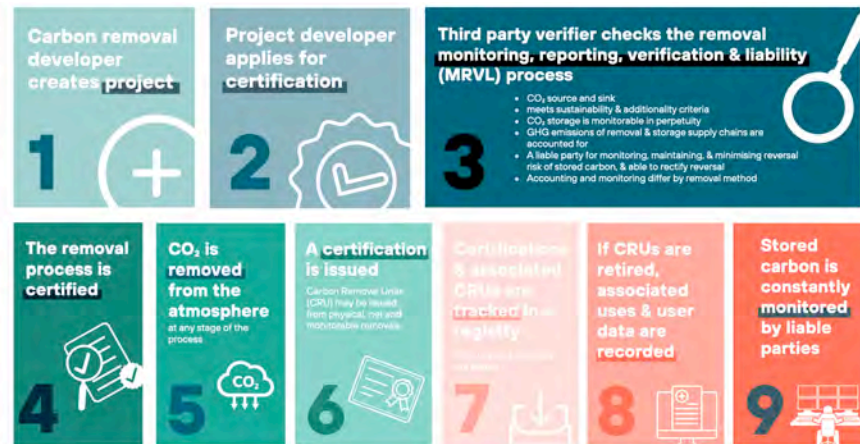 Carbon removal
developer
creates project
1
Project developer
applies for
certification
2
Third party verifier checks the removal
monitoring, reporting, verification & liability
(MRVL) process
• CO₂ source and sink
• meets sustainability & additionality criteria
• CO₂ storage is monitorable in perpetuity
• GHG emissions of removal & storage supply chains are
accounted for
• A liable party for monitoring, maintaining, & minimising reversal
risk of stored carbon, & able to rectify reversal
• Accounting and monitoring differ by removal method
3
The removal
process is
certified
4
CO₂ is
removed
from the
atmosphere
at any stage of the
process
CO₂
5
A certification
is issued
Carbon Removal Units
(CRU) may be issued
from physical, net and
monitorable removals
6
Certifications
& associated
CRUs are
tracked in a
registry
7
If CRUs are
retired,
associated
uses & user
data are
recorded
8
Stored
carbon is
constantly
monitored
by liable
parties
9